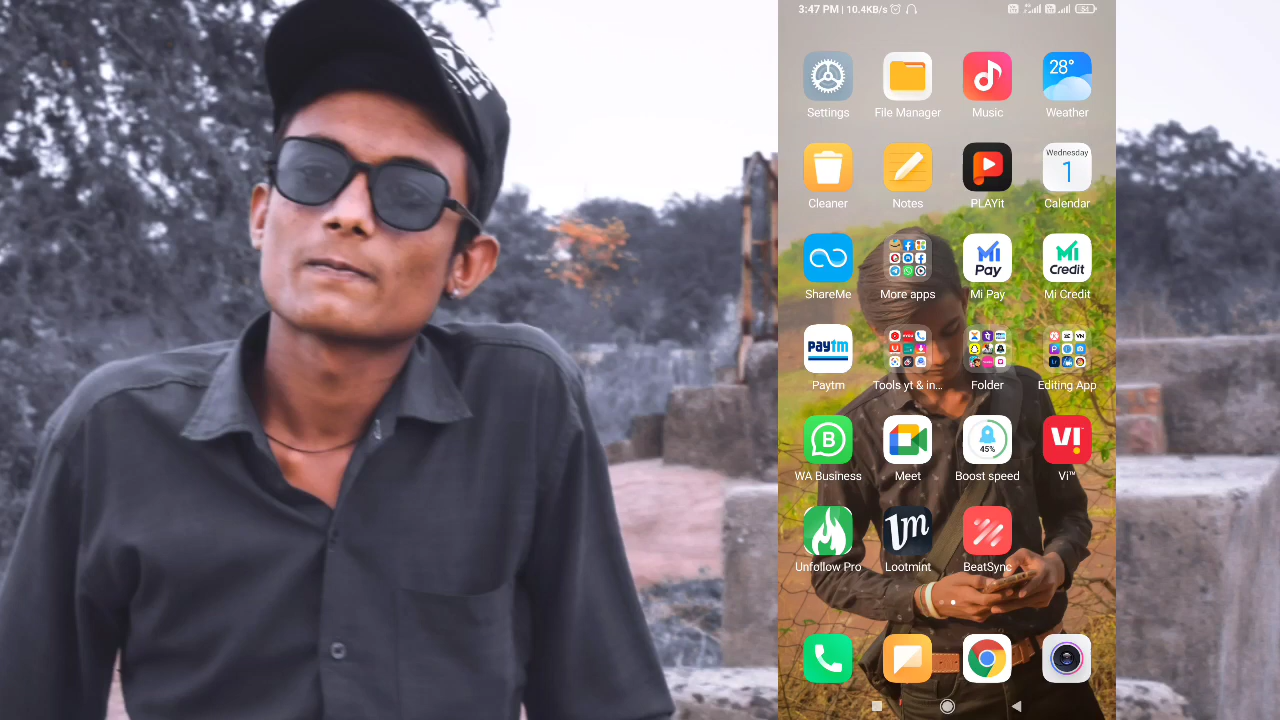 3:47 PM | 10.4KB/s
28°
Settings
File Manager
Music
Weather
Wednesday
1
Cleaner
Notes
PLAYit
Calendar
Mi
Pay
Mi
Credit
ShareMe
More apps
Mi Pay
Mi Credit
paytm
Paytm
Tools yt & in...
Folder
Editing App
B
45%
VI
WA Business
Meet
Boost speed
Vi™
lm
Unfollow Pro
Lootmint
BeatSync